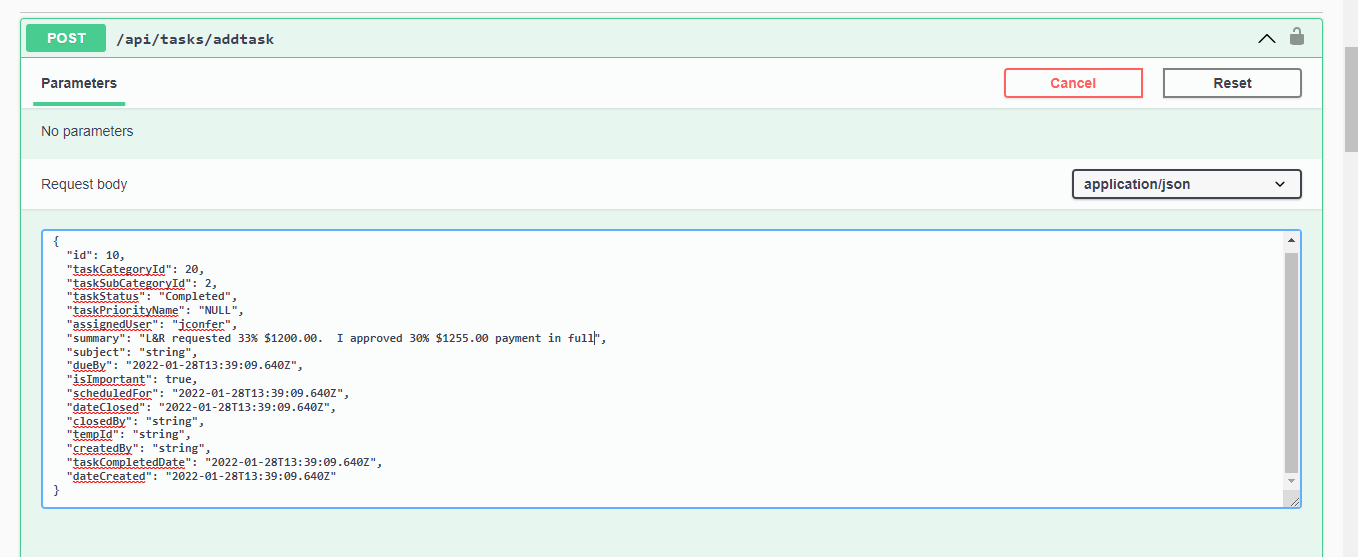 POST /api/tasks/addtask
Parameters Cancel Reset
No parameters
Request body application/json
{
  "id": 10,
  "taskCategoryId": 20,
  "taskSubCategoryId": 2,
  "taskStatus": "Completed",
  "taskPriorityName": "NULL",
  "assignedUser": "jconfer",
  "summary": "L&R requested 33% $1200.00.  I approved 30% $1255.00 payment in full",
  "subject": "string",
  "dueBy": "2022-01-28T13:39:09.640Z",
  "isImportant": true,
  "scheduledFor": "2022-01-28T13:39:09.640Z",
  "dateClosed": "2022-01-28T13:39:09.640Z",
  "closedBy": "string",
  "tempId": "string",
  "createdBy": "string",
  "taskCompletedDate": "2022-01-28T13:39:09.640Z",
  "dateCreated": "2022-01-28T13:39:09.640Z"
}